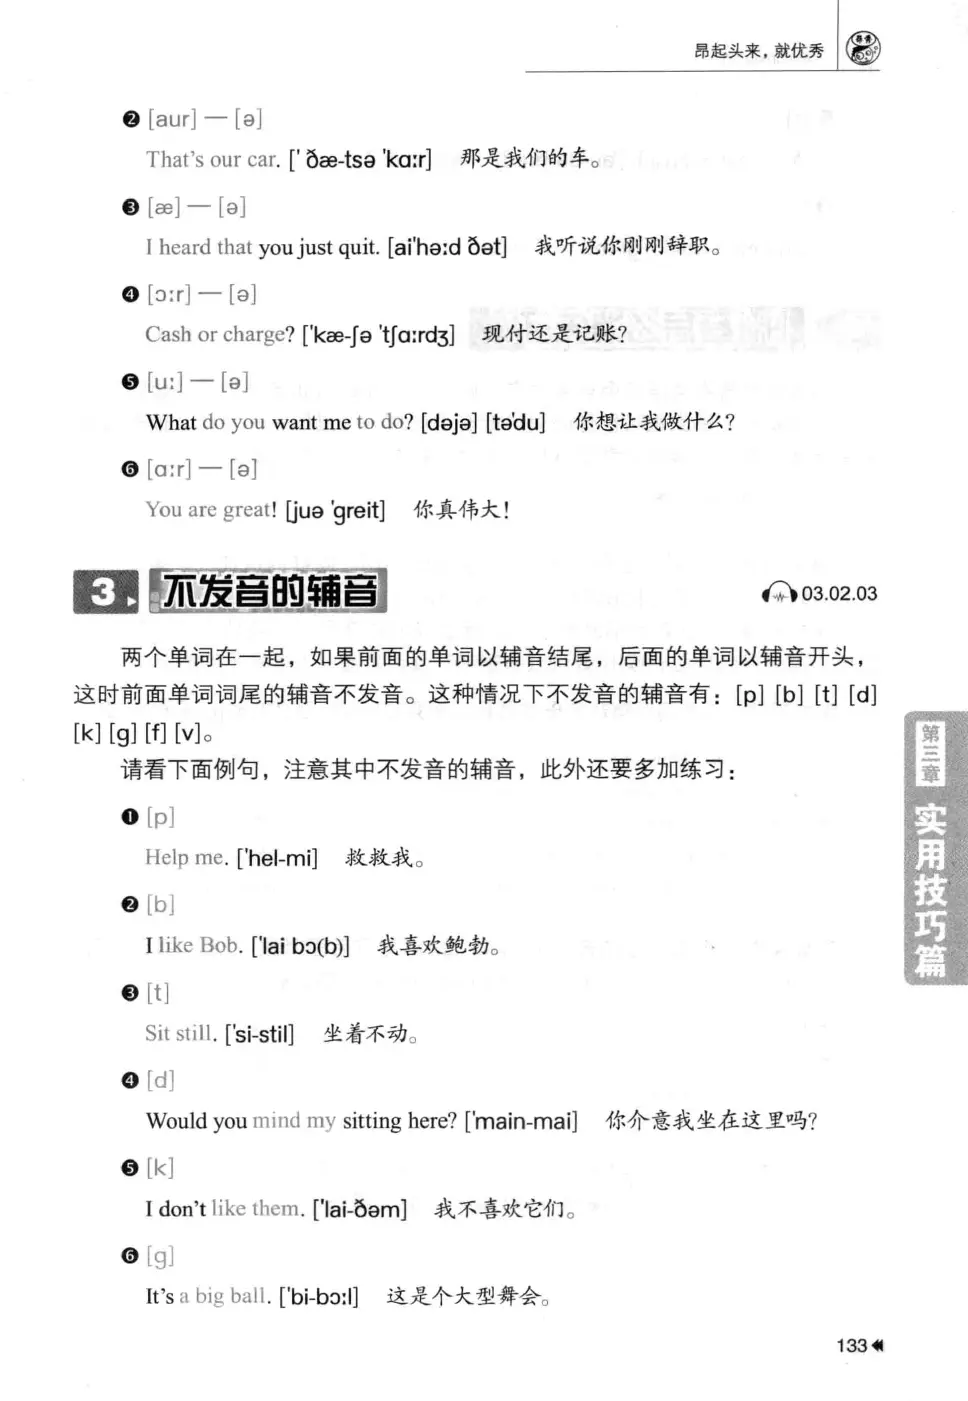 昂起头来，就优秀
❷ [aur] — [ə]
That's our car. [' ðæ-tsə 'kɑːr] 那是我们的车。
❸ [æ] — [ə]
I heard that you just quit. [ai'həːd ðət] 我听说你刚刚辞职。
❹ [ɔːr] — [ə]
Cash or charge? ['kæ-ʃə 'tʃɑːrdʒ] 现付还是记账？
❺ [uː] — [ə]
What do you want me to do? [dəjə] [tə'du] 你想让我做什么？
❻ [ɑːr] — [ə]
You are great! [juə 'greit] 你真伟大！
3 不发音的辅音
03.02.03
两个单词在一起，如果前面的单词以辅音结尾，后面的单词以辅音开头，
这时前面单词词尾的辅音不发音。这种情况下不发音的辅音有：[p] [b] [t] [d]
[k] [g] [f] [v]。
请看下面例句，注意其中不发音的辅音，此外还要多加练习：
❶ [p]
Help me. ['hel-mi] 救救我。
❷ [b]
I like Bob. ['lai bɔ(b)] 我喜欢鲍勃。
❸ [t]
Sit still. ['si-stil] 坐着不动。
❹ [d]
Would you mind my sitting here? ['main-mai] 你介意我坐在这里吗？
❺ [k]
I don't like them. ['lai-ðəm] 我不喜欢它们。
❻ [g]
It's a big ball. ['bi-bɔːl] 这是个大型舞会。
第三章
实用技巧篇
133